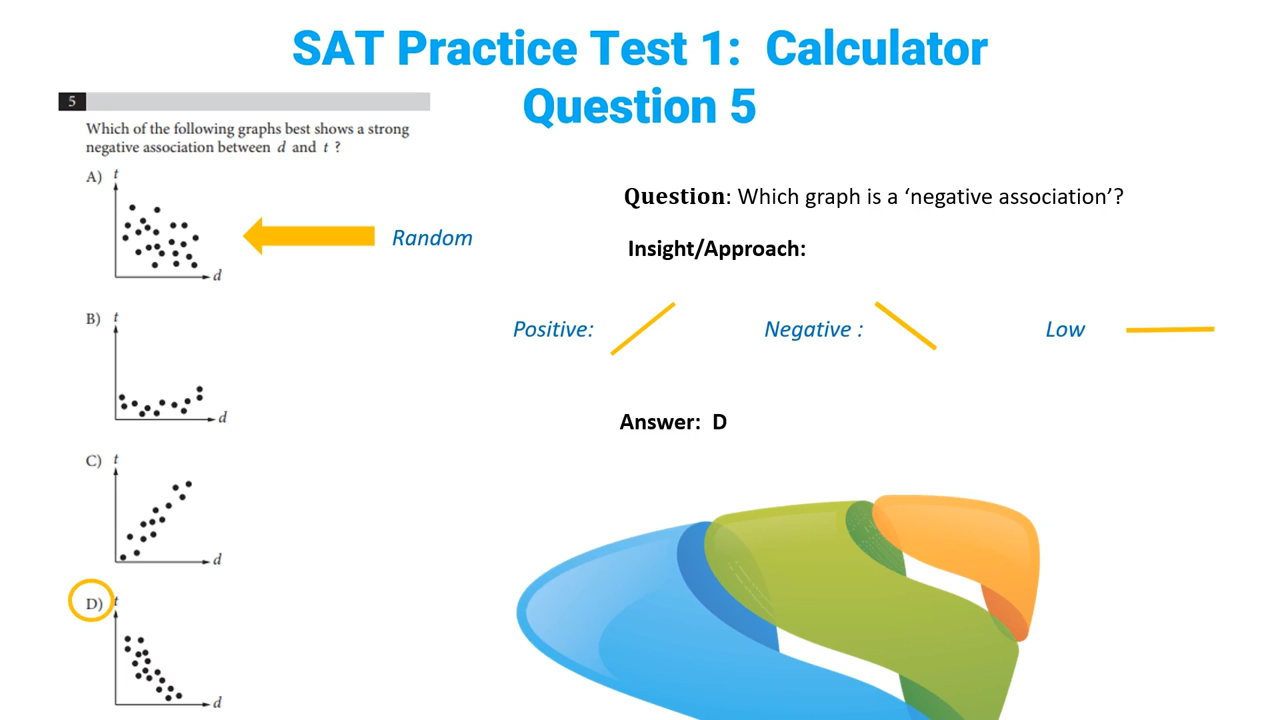 SAT Practice Test 1:  Calculator
Question 5
5
Which of the following graphs best shows a strong
negative association between d and t ?
A)
t
d
Random
B)
t
d
C)
t
d
D)
t
d
Question: Which graph is a ‘negative association’?
Insight/Approach:
Positive:
Negative :
Low
Answer:  D